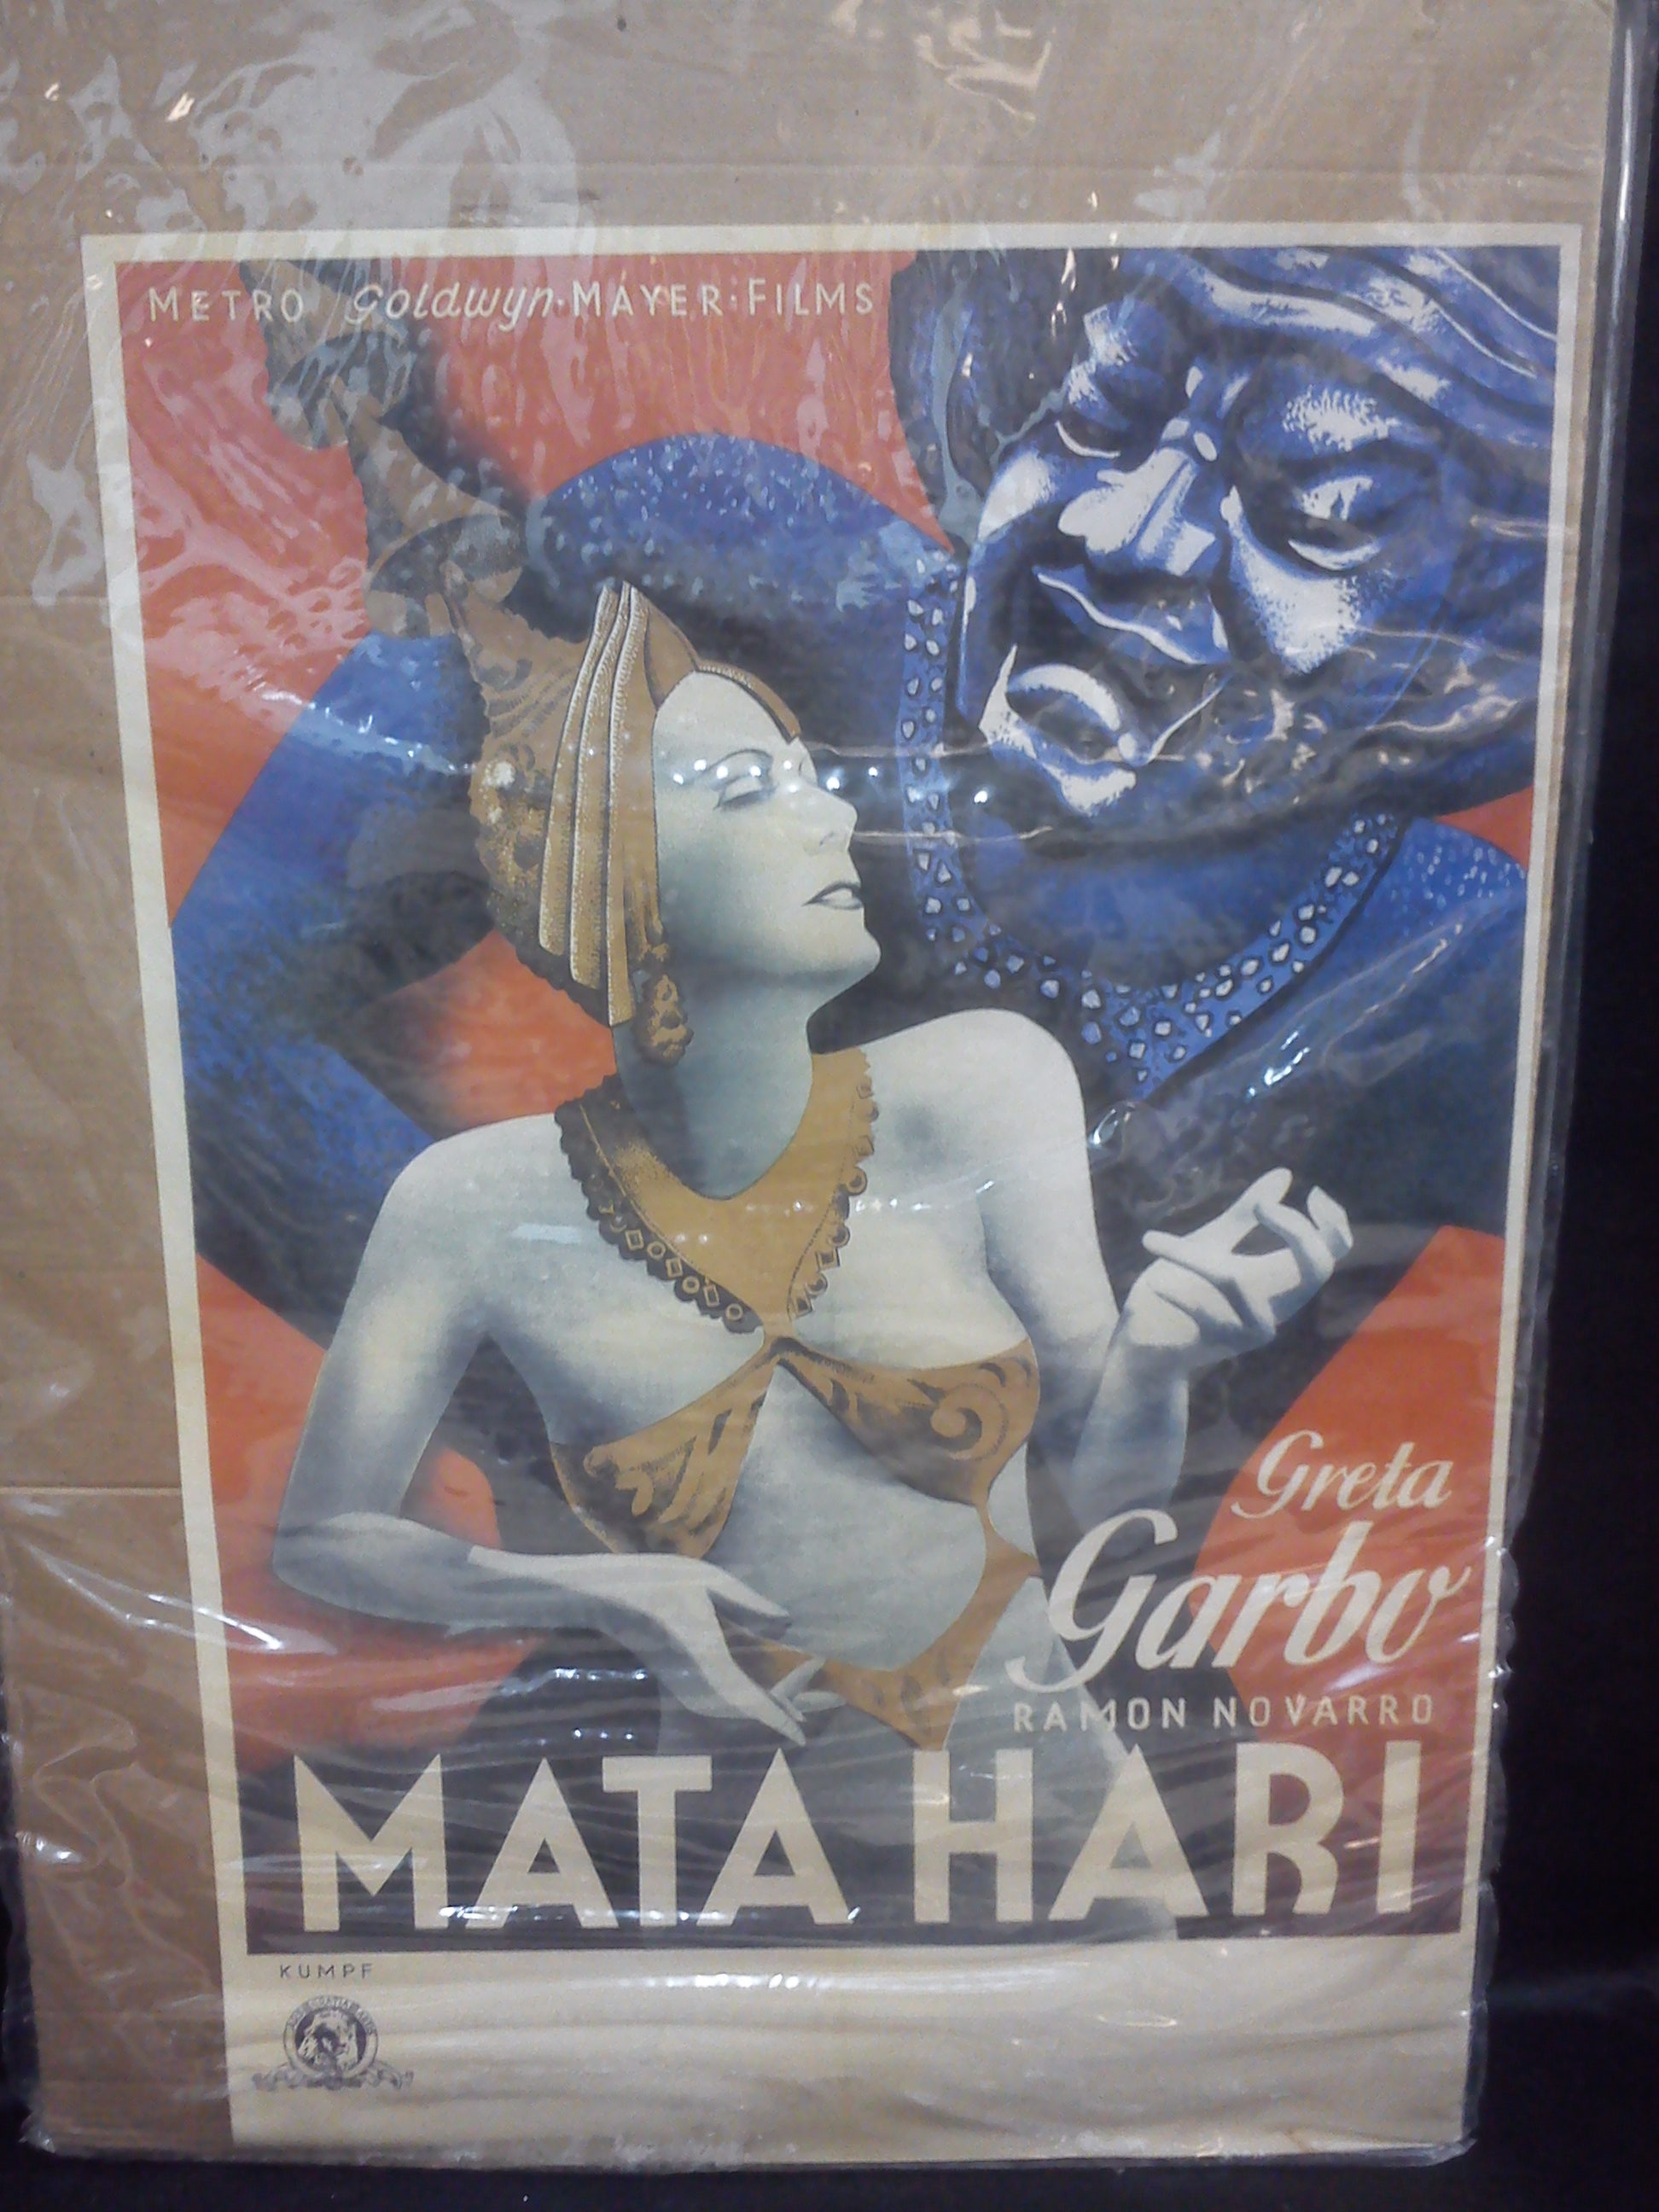 METRO Goldwyn·MAYER·FILMS
Greta
Garbo
RAMON NOVARRO
MATA HARI
KUMPF